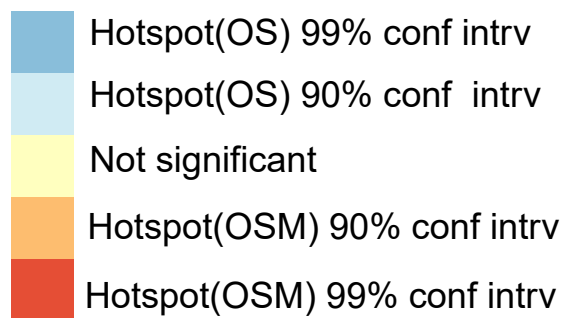 Hotspot(OS) 99% conf intrv
Hotspot(OS) 90% conf  intrv
Not significant
Hotspot(OSM) 90% conf intrv
Hotspot(OSM) 99% conf intrv